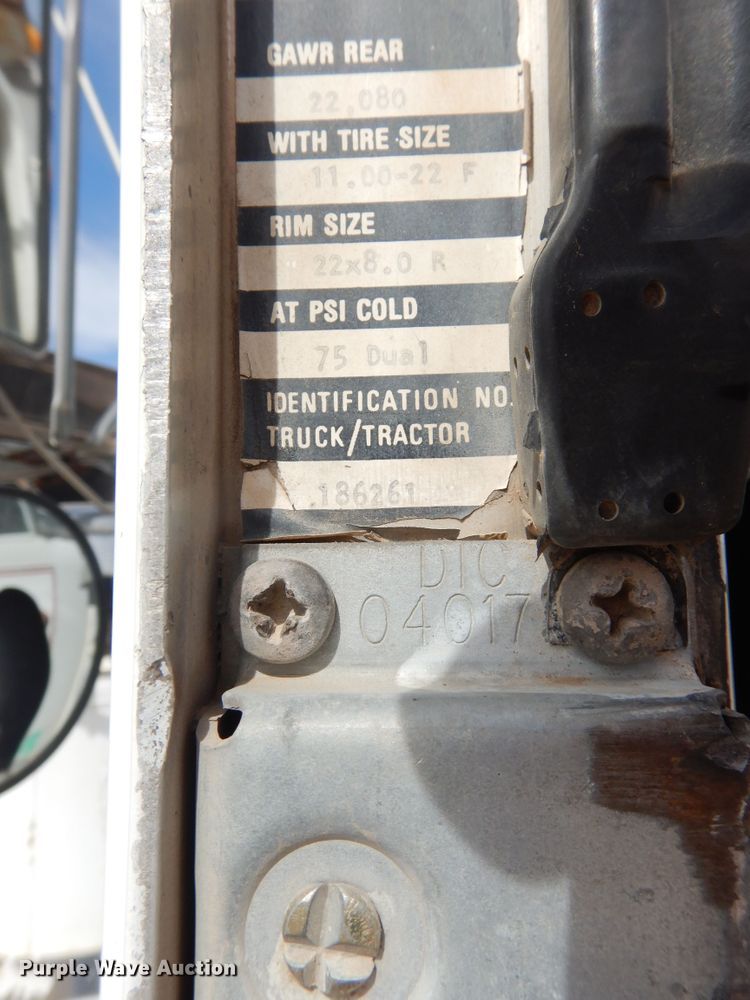 GAWR REAR
22,080
WITH TIRE SIZE
11.00-22 F
RIM SIZE
22x8.0 R
AT PSI COLD
75 Dual
IDENTIFICATION NO.
TRUCK/TRACTOR
186261
DTC
04017
Purple Wave Auction